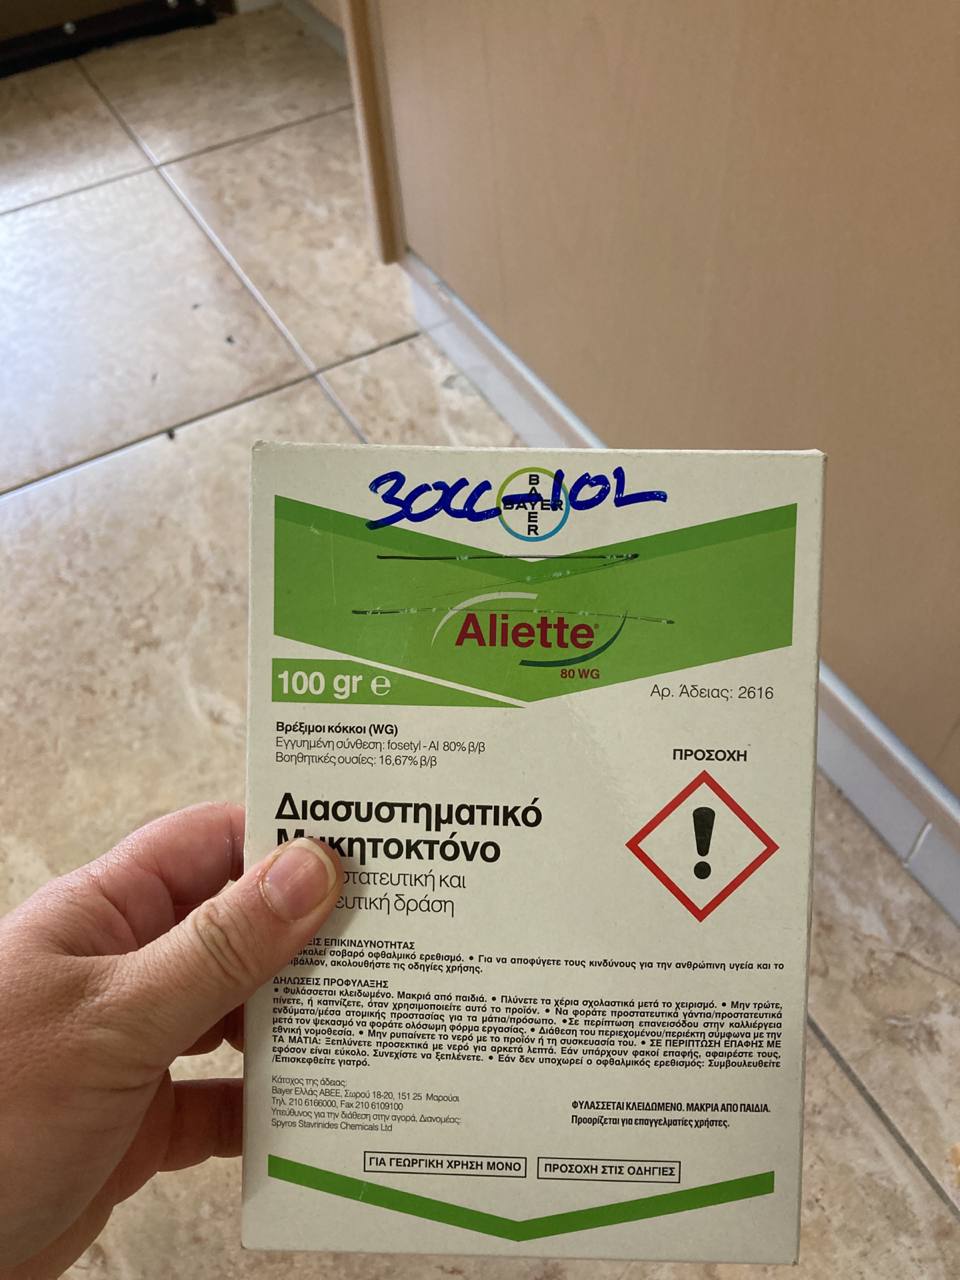 30cc-10L
BAYER
BAYER
Aliette®
80 WG
100 gr e
Αρ. Άδειας: 2616
Βρέξιμοι κόκκοι (WG)
Εγγυημένη σύνθεση: fosetyl - Al 80% β/β
Βοηθητικές ουσίες: 16,67% β/β
ΠΡΟΣΟΧΗ
Διασυστηματικό
κητοκτόνο
και
δράση
ΕΠΙΚΙΝΔΥΝΟΤΗΤΑΣ
σοβαρό οφθαλμικό ερεθισμό. • Για να αποφύγετε τους κινδύνους για την ανθρώπινη υγεία και το
ακολουθήστε τις οδηγίες χρήσης.
ΔΗΛΩΣΕΙΣ ΠΡΟΦΥΛΑΞΗΣ
• Φυλάσσεται κλειδωμένο. Μακριά από παιδιά. • Πλύνετε τα χέρια σχολαστικά μετά το χειρισμό. • Μην τρώτε,
πίνετε, ή καπνίζετε, όταν χρησιμοποιείτε αυτό το προϊόν. • Να φοράτε προστατευτικά γάντια/προστατευτικά
ενδύματα/μέσα ατομικής προστασίας για τα μάτια/πρόσωπο. •Σε περίπτωση επανεισόδου στην καλλιέργεια
μετά τον ψεκασμό να φοράτε ολόσωμη φόρμα εργασίας. • Διάθεση του περιεχομένου/περιέκτη σύμφωνα με την
εθνική νομοθεσία. • Μην ρυπαίνετε το νερό με το προϊόν ή τη συσκευασία του. • ΣΕ ΠΕΡΙΠΤΩΣΗ ΕΠΑΦΗΣ ΜΕ
ΤΑ ΜΑΤΙΑ: Ξεπλύνετε προσεκτικά με νερό για αρκετά λεπτά. Εάν υπάρχουν φακοί επαφής, αφαιρέστε τους,
εφόσον είναι εύκολο. Συνεχίστε να ξεπλένετε. • Εάν δεν υποχωρεί ο οφθαλμικός ερεθισμός: Συμβουλευθείτε
/Επισκεφθείτε γιατρό.
Κάτοχος της άδειας:
Bayer Ελλάς ΑΒΕΕ, Σωρού 18-20, 151 25 Μαρούσι
Τηλ. 210 6166000, Fax 210 6109100
Υπεύθυνος για την διάθεση στην αγορά, Διανομέας:
Spyros Stavrinides Chemicals Ltd
ΦΥΛΑΣΣΕΤΑΙ ΚΛΕΙΔΩΜΕΝΟ. ΜΑΚΡΙΑ ΑΠΟ ΠΑΙΔΙΑ.
Προορίζεται για επαγγελματίες χρήστες.
ΓΙΑ ΓΕΩΡΓΙΚΗ ΧΡΗΣΗ ΜΟΝΟ
ΠΡΟΣΟΧΗ ΣΤΙΣ ΟΔΗΓΙΕΣ